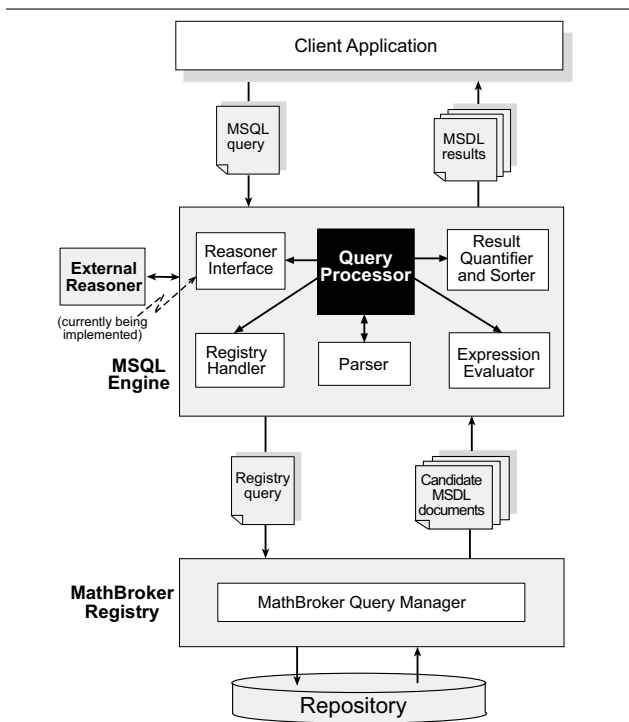 Client Application
MSQL
query
MSDL
results
Reasoner
Interface
Query
Processor
Result
Quantifier
and Sorter
External
Reasoner
(currently being
implemented)
Registry
Handler
Parser
Expression
Evaluator
MSQL
Engine
Registry
query
Candidate
MSDL
documents
MathBroker
Registry
MathBroker Query Manager
Repository